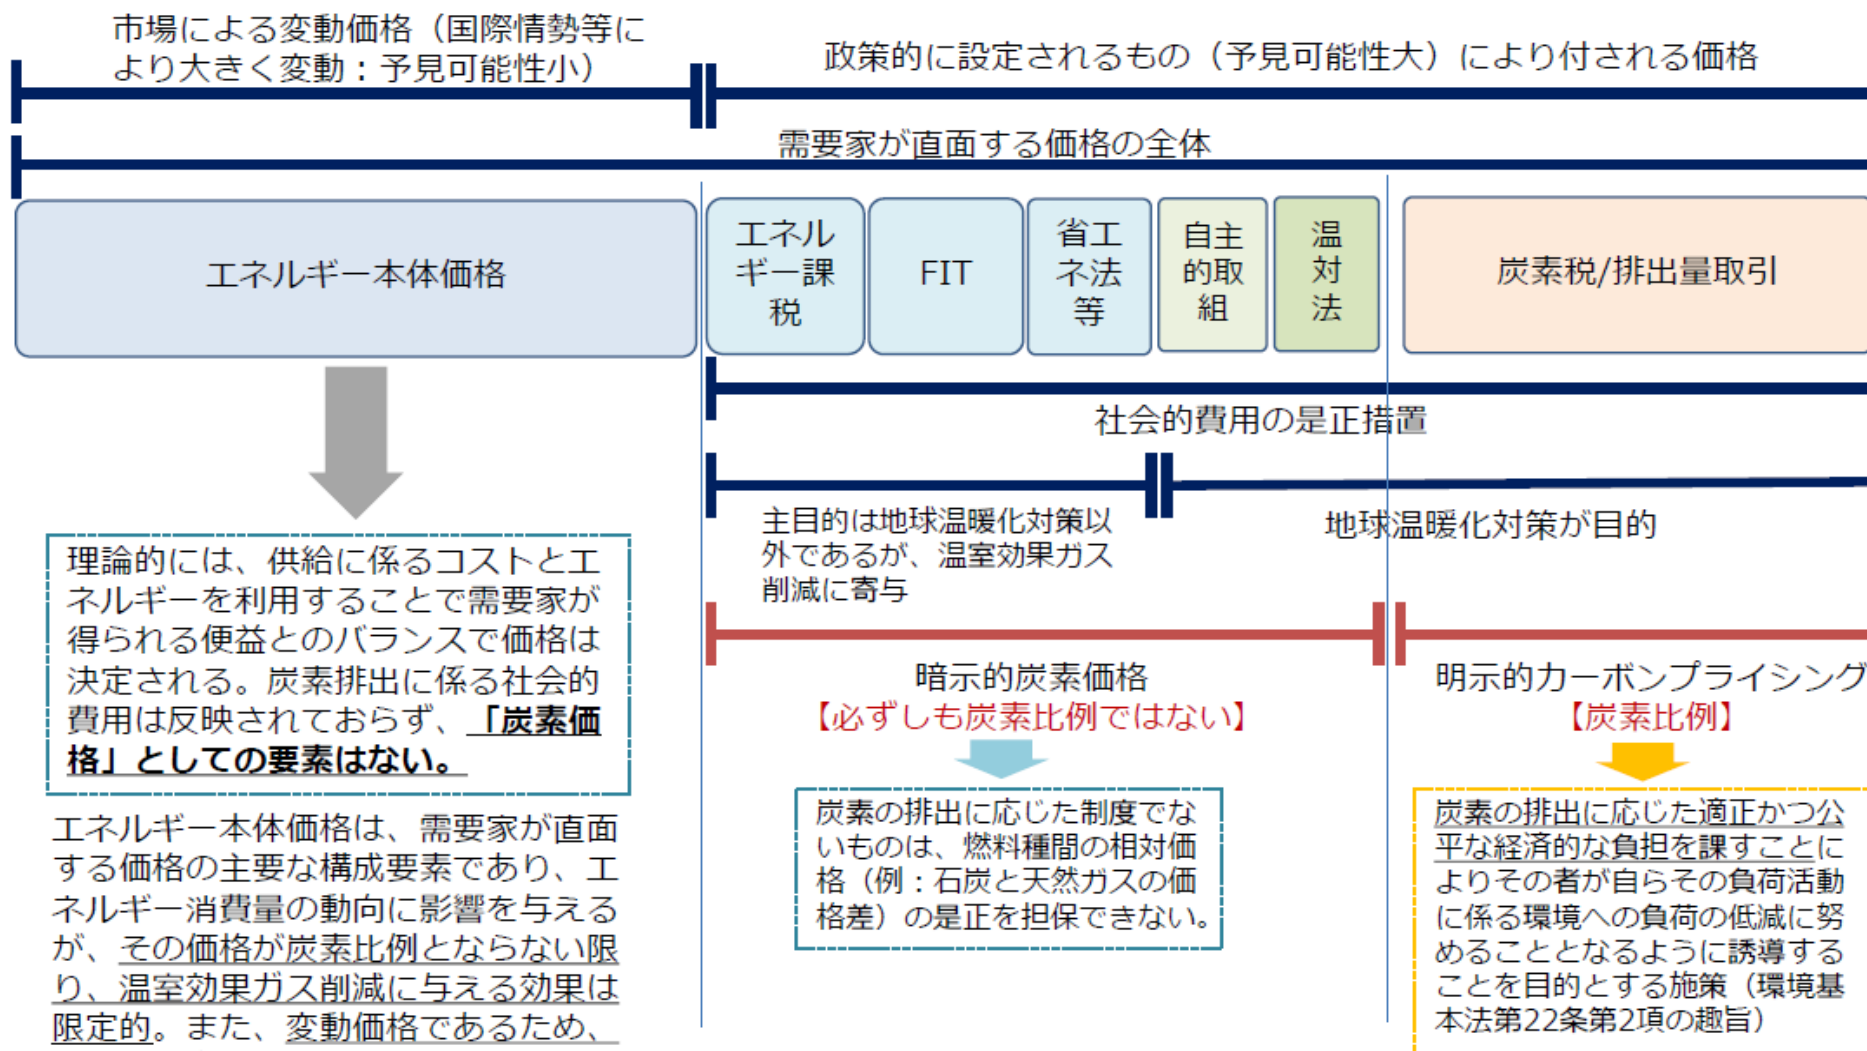 市場による変動価格（国際情勢等に
より大きく変動：予見可能性小）
政策的に設定されるもの（予見可能性大）により付される価格
需要家が直面する価格の全体
エネルギー本体価格
エネル
ギー課
税
FIT
省エ
ネ法
等
自主
的取
組
温
対
法
炭素税/排出量取引
社会的費用の是正措置
主目的は地球温暖化対策以
外であるが、温室効果ガス
削減に寄与
地球温暖化対策が目的
理論的には、供給に係るコストとエ
ネルギーを利用することで需要家が
得られる便益とのバランスで価格は
決定される。炭素排出に係る社会的
費用は反映されておらず、「炭素価
格」としての要素はない。
エネルギー本体価格は、需要家が直面
する価格の主要な構成要素であり、エ
ネルギー消費量の動向に影響を与える
が、その価格が炭素比例とならない限
り、温室効果ガス削減に与える効果は
限定的。また、変動価格であるため、
暗示的炭素価格
【必ずしも炭素比例ではない】
炭素の排出に応じた制度でな
いものは、燃料種間の相対価
格（例：石炭と天然ガスの価
格差）の是正を担保できない。
明示的カーボンプライシング
【炭素比例】
炭素の排出に応じた適正かつ公
平な経済的な負担を課すことに
よりその者が自らその負荷活動
に係る環境への負荷の低減に努
めることとなるように誘導する
ことを目的とする施策（環境基
本法第22条第2項の趣旨）